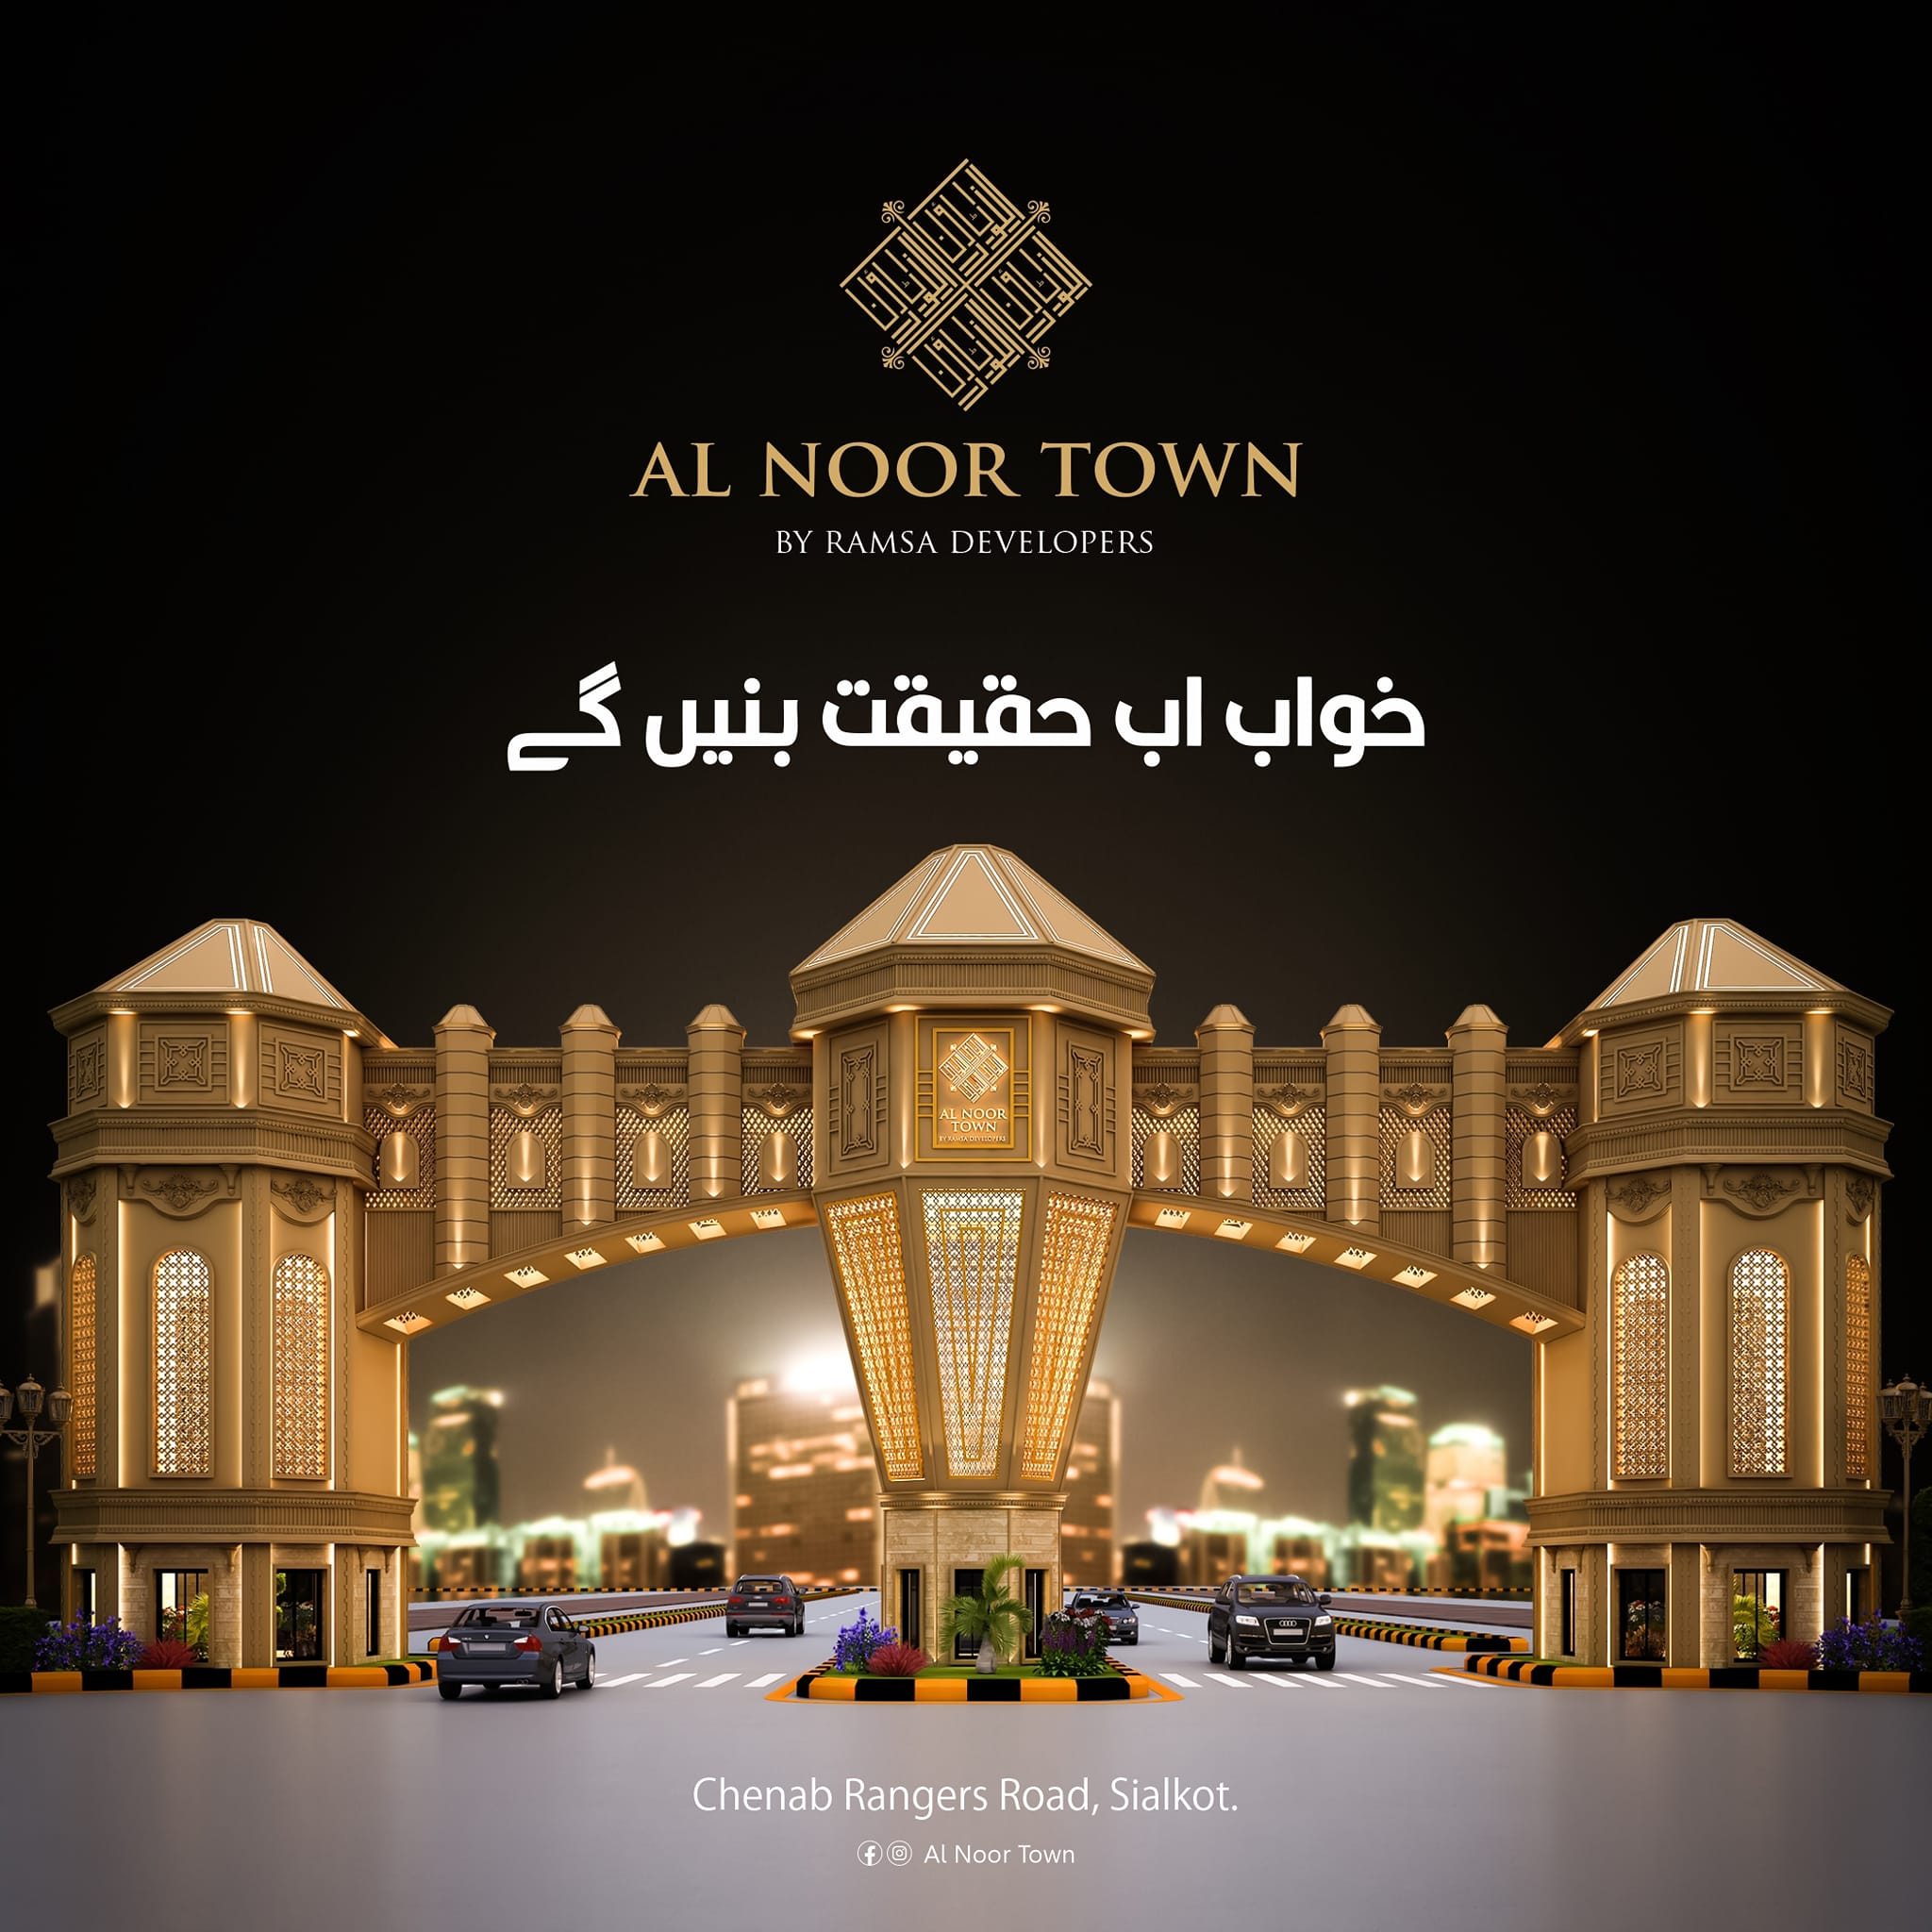 AL NOOR TOWN
BY RAMSA DEVELOPERS
خواب اب حقیقت بنیں گے
AL NOOR
TOWN
BY RAMSA DEVELOPERS
Chenab Rangers Road, Sialkot.
Al Noor Town